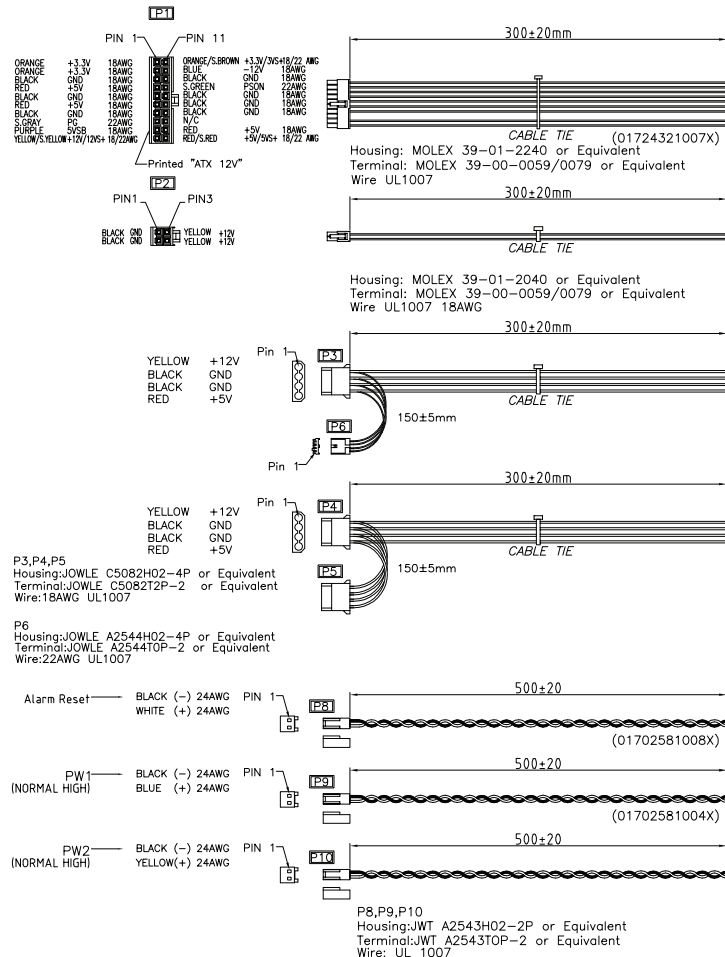 P1
PIN 1 PIN 11
ORANGE +3.3V 18AWG ORANGE/S.BROWN +3.3V/3VS+18/22 AWG
ORANGE +3.3V 18AWG BLUE -12V 18AWG
BLACK GND 18AWG BLACK GND 18AWG
RED +5V 18AWG S.GREEN PSON 22AWG
BLACK GND 18AWG BLACK GND 18AWG
RED +5V 18AWG BLACK GND 18AWG
BLACK GND 18AWG BLACK GND 18AWG
S.GRAY PG 22AWG N/C
PURPLE 5VSB 18AWG RED +5V 18AWG
YELLOW/S.YELLOW+12V/12VS+ 18/22AWG RED/S.RED +5V/5VS+ 18/22 AWG
Printed "ATX 12V"
300±20mm
CABLE TIE (01724321007X)
Housing: MOLEX 39-01-2240 or Equivalent
Terminal: MOLEX 39-00-0059/0079 or Equivalent
Wire UL1007
P2
PIN1 PIN3
BLACK GND YELLOW +12V
BLACK GND YELLOW +12V
CABLE TIE
Housing: MOLEX 39-01-2040 or Equivalent
Terminal: MOLEX 39-00-0059/0079 or Equivalent
Wire UL1007 18AWG
300±20mm
Pin 1 P3
YELLOW +12V
BLACK GND
BLACK GND
RED +5V
CABLE TIE
150±5mm
P6
Pin 1
300±20mm
Pin 1 P4
YELLOW +12V
BLACK GND
BLACK GND
RED +5V
CABLE TIE
150±5mm
P5
P3,P4,P5
Housing:JOWLE C5082H02-4P or Equivalent
Terminal:JOWLE C5082T2P-2 or Equivalent
Wire:18AWG UL1007
P6
Housing:JOWLE A2544H02-4P or Equivalent
Terminal:JOWLE A2544T0P-2 or Equivalent
Wire:22AWG UL1007
500±20
Alarm Reset BLACK (-) 24AWG PIN 1 P8
WHITE (+) 24AWG
(01702581008X)
500±20
PW1 BLACK (-) 24AWG PIN 1 P9
(NORMAL HIGH) BLUE (+) 24AWG
(01702581004X)
500±20
PW2 BLACK (-) 24AWG PIN 1 P10
(NORMAL HIGH) YELLOW(+) 24AWG
P8,P9,P10
Housing:JWT A2543H02-2P or Equivalent
Terminal:JWT A2543TOP-2 or Equivalent
Wire: UL 1007